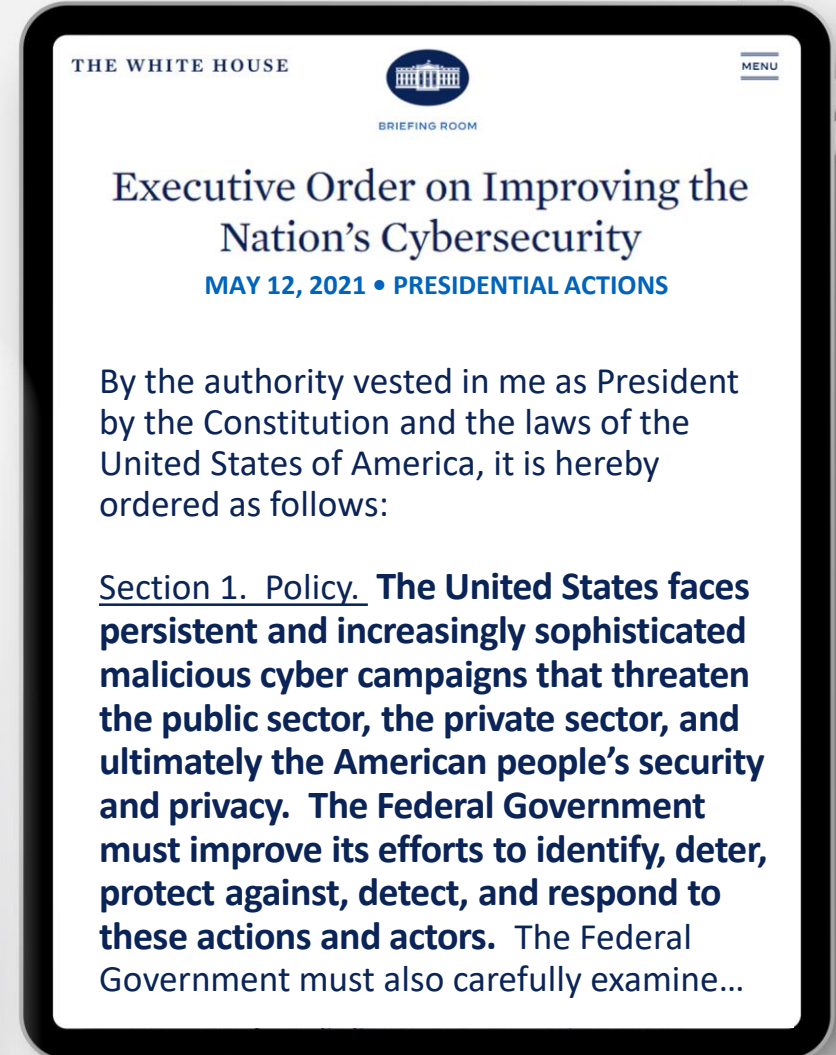 THE WHITE HOUSE
MENU
BRIEFING ROOM
Executive Order on Improving the
Nation’s Cybersecurity
MAY 12, 2021 • PRESIDENTIAL ACTIONS
By the authority vested in me as President
by the Constitution and the laws of the
United States of America, it is hereby
ordered as follows:
Section 1.  Policy.  The United States faces
persistent and increasingly sophisticated
malicious cyber campaigns that threaten
the public sector, the private sector, and
ultimately the American people’s security
and privacy.  The Federal Government
must improve its efforts to identify, deter,
protect against, detect, and respond to
these actions and actors.  The Federal
Government must also carefully examine…